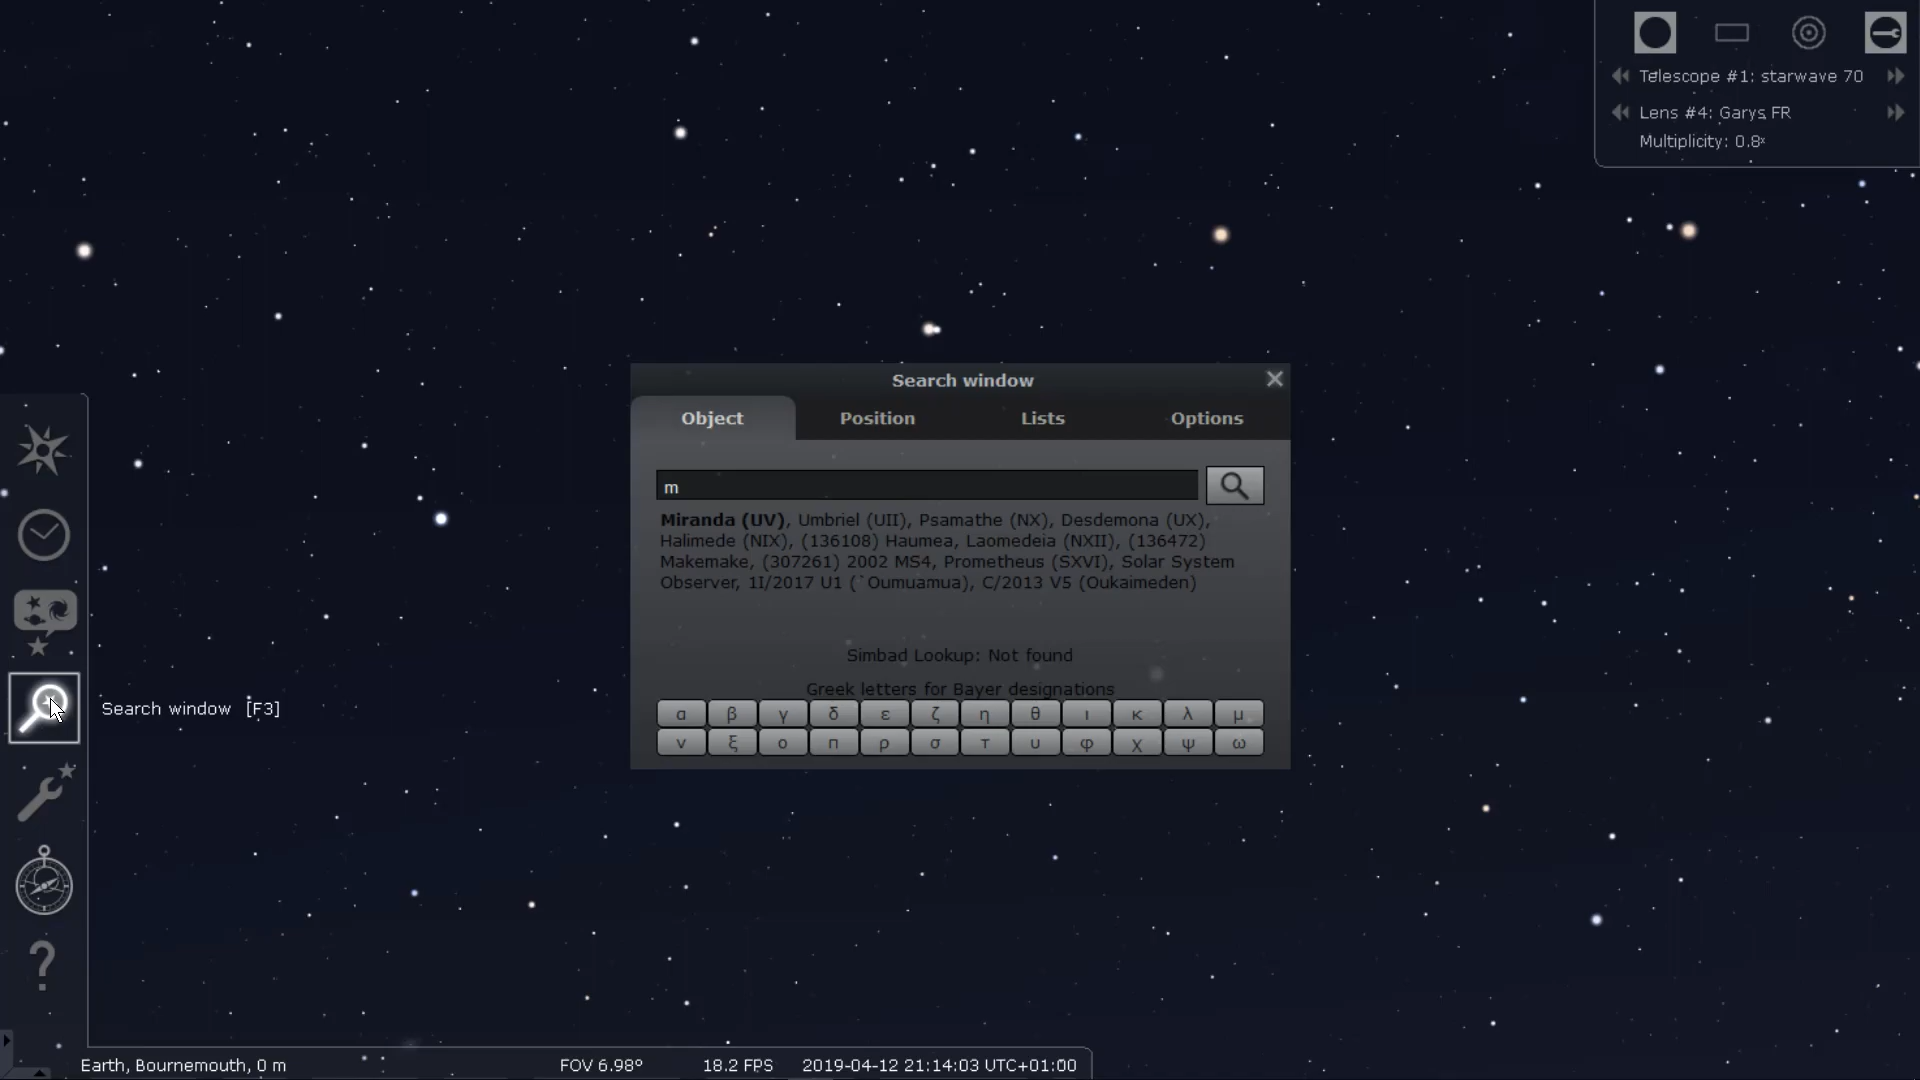 Telescope #1: starwave 70
Lens #4: Garys FR
Multiplicity: 0.8ˣ
Search window
Object Position Lists Options
m
Miranda (UV), Umbriel (UII), Psamathe (NX), Desdemona (UX),
Halimede (NIX), (136108) Haumea, Laomedeia (NXII), (136472)
Makemake, (307261) 2002 MS4, Prometheus (SXVI), Solar System
Observer, 1I/2017 U1 (ʻOumuamua), C/2013 V5 (Oukaimeden)
Simbad Lookup: Not found
Greek letters for Bayer designations
α β γ δ ε ζ η θ ι κ λ μ
ν ξ ο π ρ σ τ υ φ χ ψ ω
Search window [F3]
?
Earth, Bournemouth, 0 m FOV 6.98° 18.2 FPS 2019-04-12 21:14:03 UTC+01:00